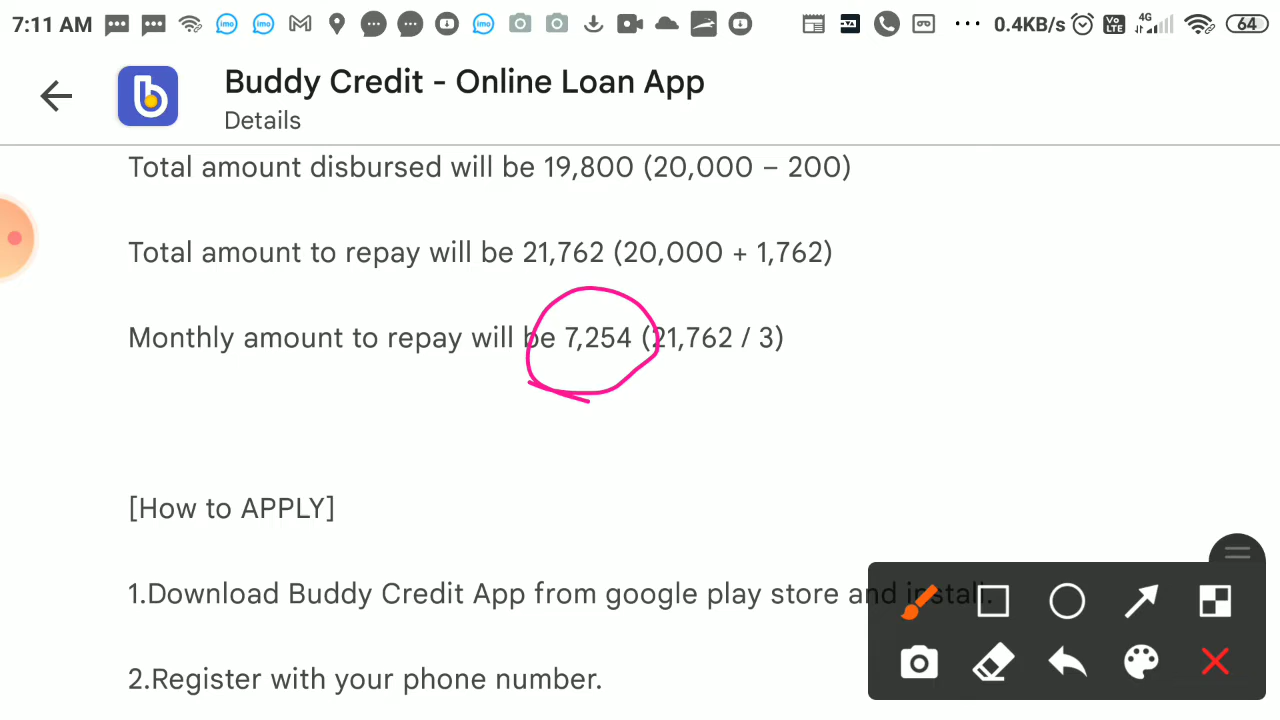 7:11 AM
0.4KB/s
4G
64
Buddy Credit - Online Loan App
Details
Total amount disbursed will be 19,800 (20,000 – 200)
Total amount to repay will be 21,762 (20,000 + 1,762)
Monthly amount to repay will be 7,254 (21,762 / 3)
[How to APPLY]
1.Download Buddy Credit App from google play store and install.
2.Register with your phone number.